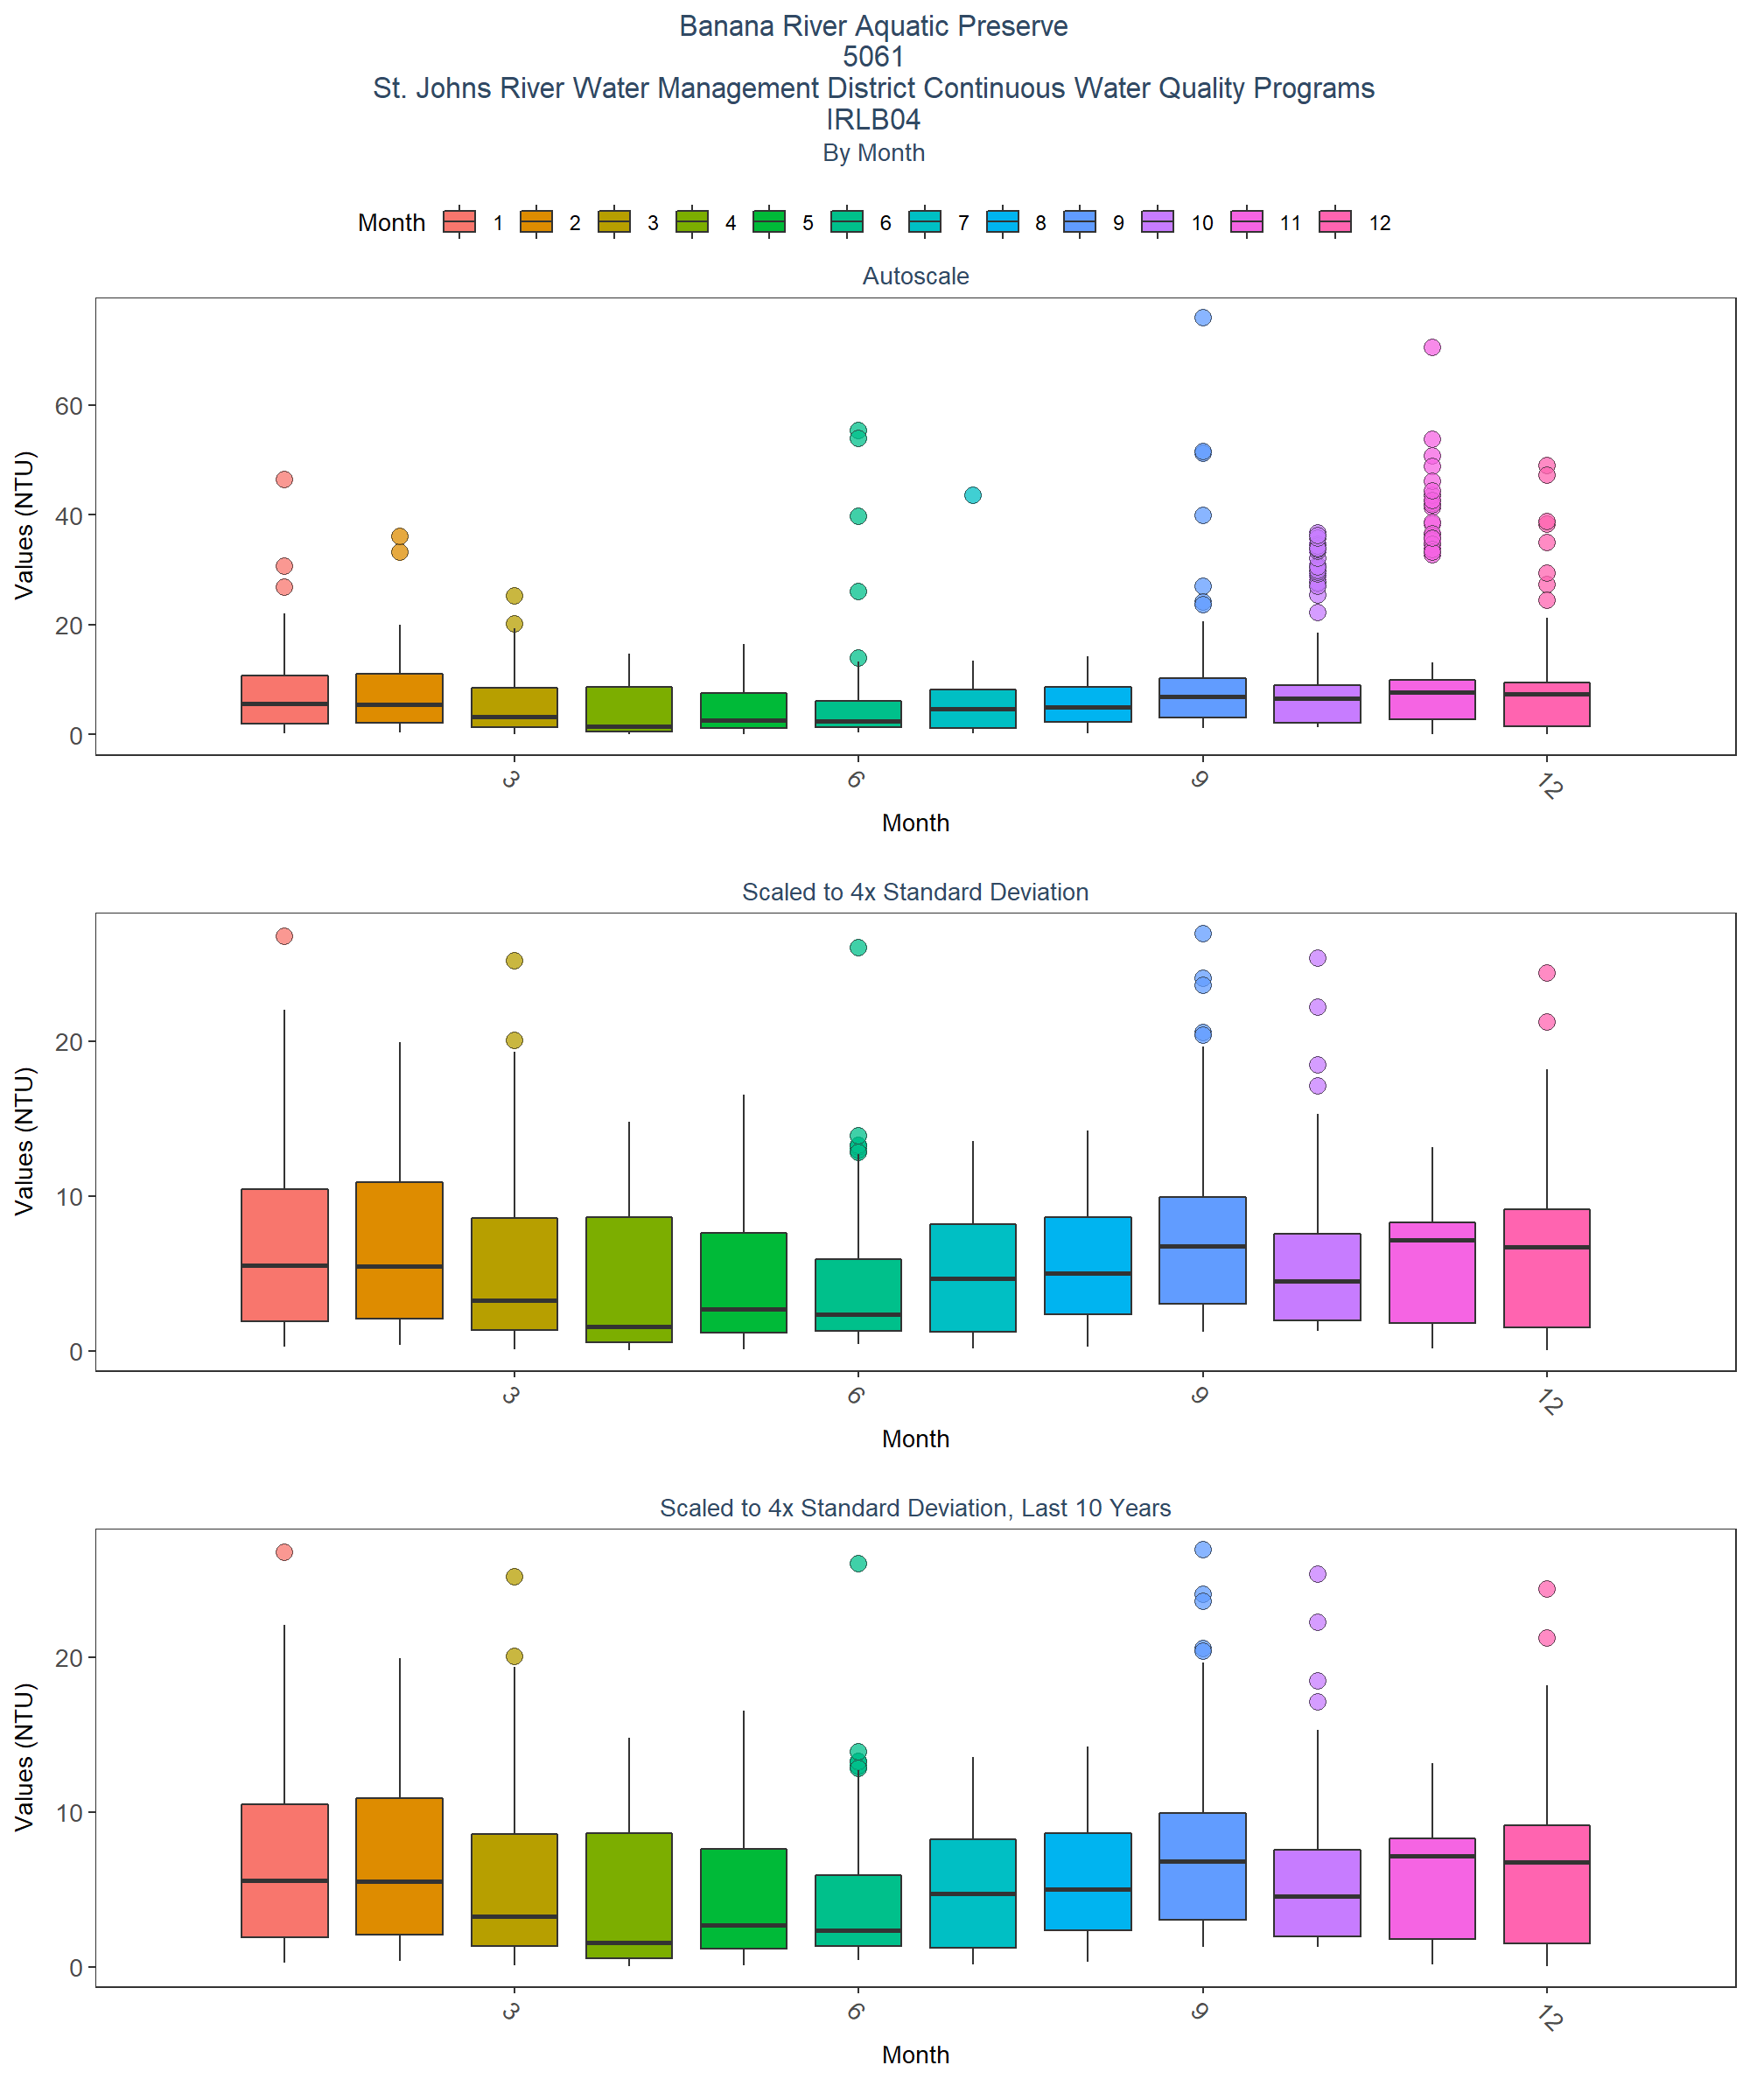 Banana River Aquatic Preserve
5061
St. Johns River Water Management District Continuous Water Quality Programs
IRLB04
By Month
Month 1 2 3 4 5 6 7 8 9 10 11 12
Autoscale
Values (NTU)
60
40
20
0
3 6 9 12
Month
Scaled to 4x Standard Deviation
Values (NTU)
20
10
0
3 6 9 12
Month
Scaled to 4x Standard Deviation, Last 10 Years
Values (NTU)
20
10
0
3 6 9 12
Month